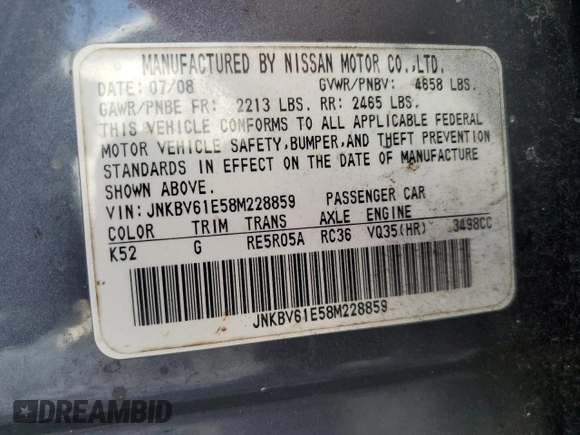 MANUFACTURED BY NISSAN MOTOR CO.,LTD.
DATE: 07/08 GVWR/PNBV: 4658 LBS.
GAWR/PNBE FR: 2213 LBS. RR: 2465 LBS.
THIS VEHICLE CONFORMS TO ALL APPLICABLE FEDERAL
MOTOR VEHICLE SAFETY,BUMPER,AND THEFT PREVENTION
STANDARDS IN EFFECT ON THE DATE OF MANUFACTURE
SHOWN ABOVE.
VIN: JNKBV61E58M228859 PASSENGER CAR
COLOR TRIM TRANS AXLE ENGINE
K52 G RE5R05A RC36 VQ35(HR) 3498CC
JNKBV61E58M228859
DREAMBID